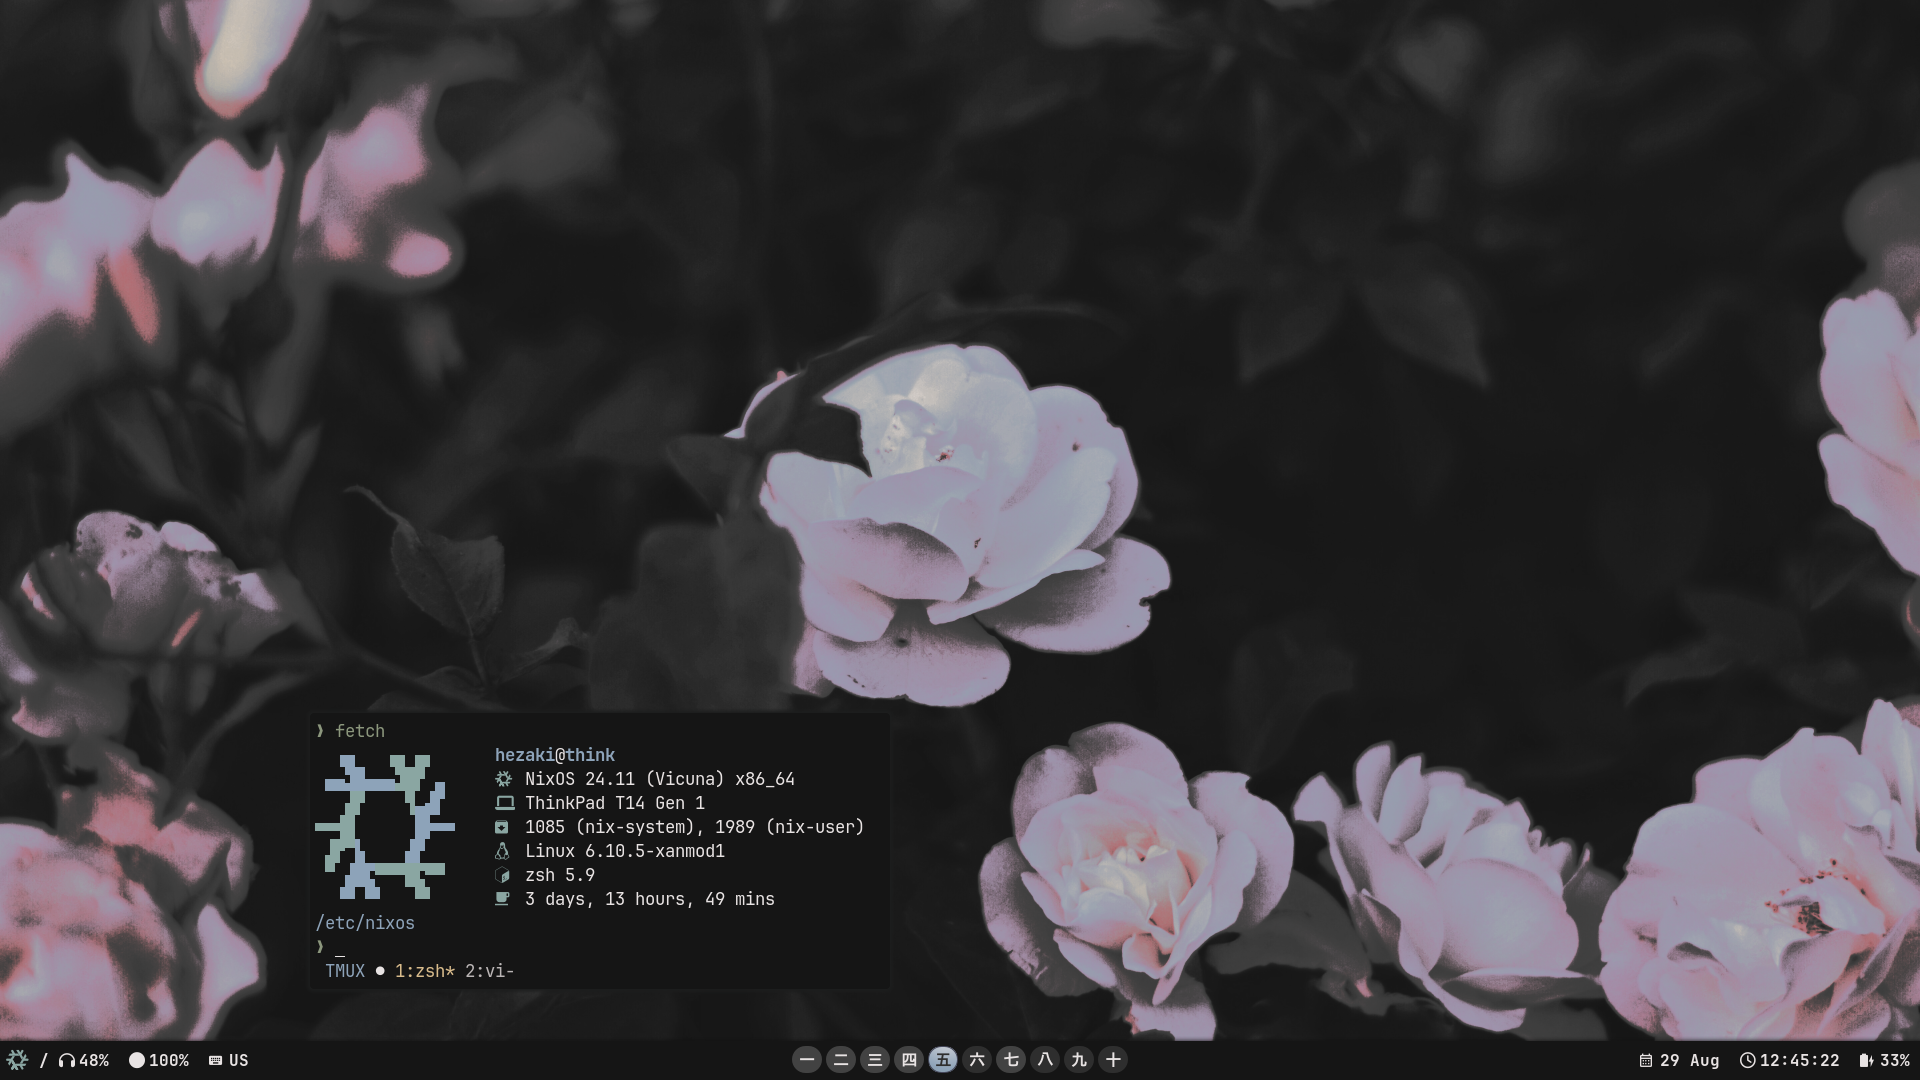 ❱ fetch
hezaki@think
NixOS 24.11 (Vicuna) x86_64
ThinkPad T14 Gen 1
1085 (nix-system), 1989 (nix-user)
Linux 6.10.5-xanmod1
zsh 5.9
3 days, 13 hours, 49 mins
/etc/nixos
❱ _
TMUX ● 1:zsh* 2:vi-
/ 48% 100% US
一 二 三 四 五 六 七 八 九 十
29 Aug 12:45:22 33%